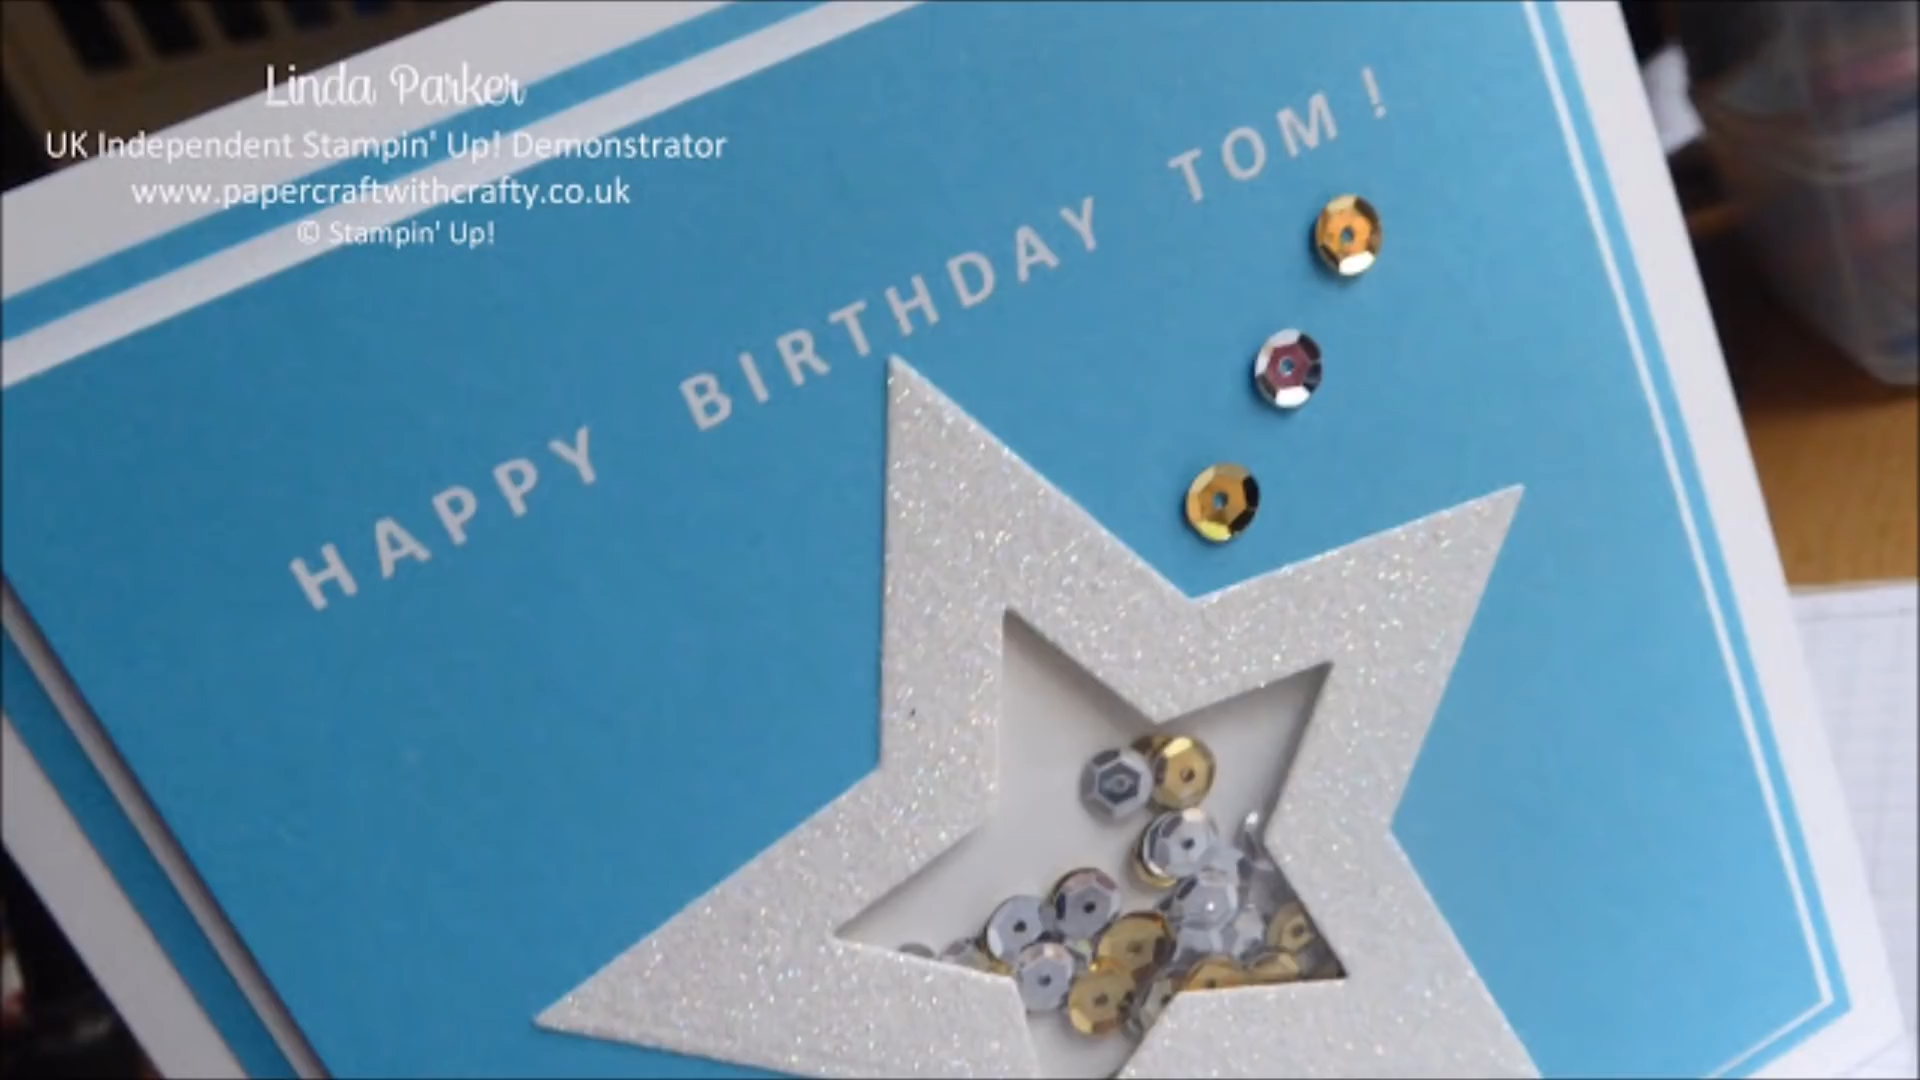 Linda Parker
UK Independent Stampin' Up! Demonstrator
www.papercraftwithcrafty.co.uk
© Stampin' Up!
HAPPY BIRTHDAY TOM!